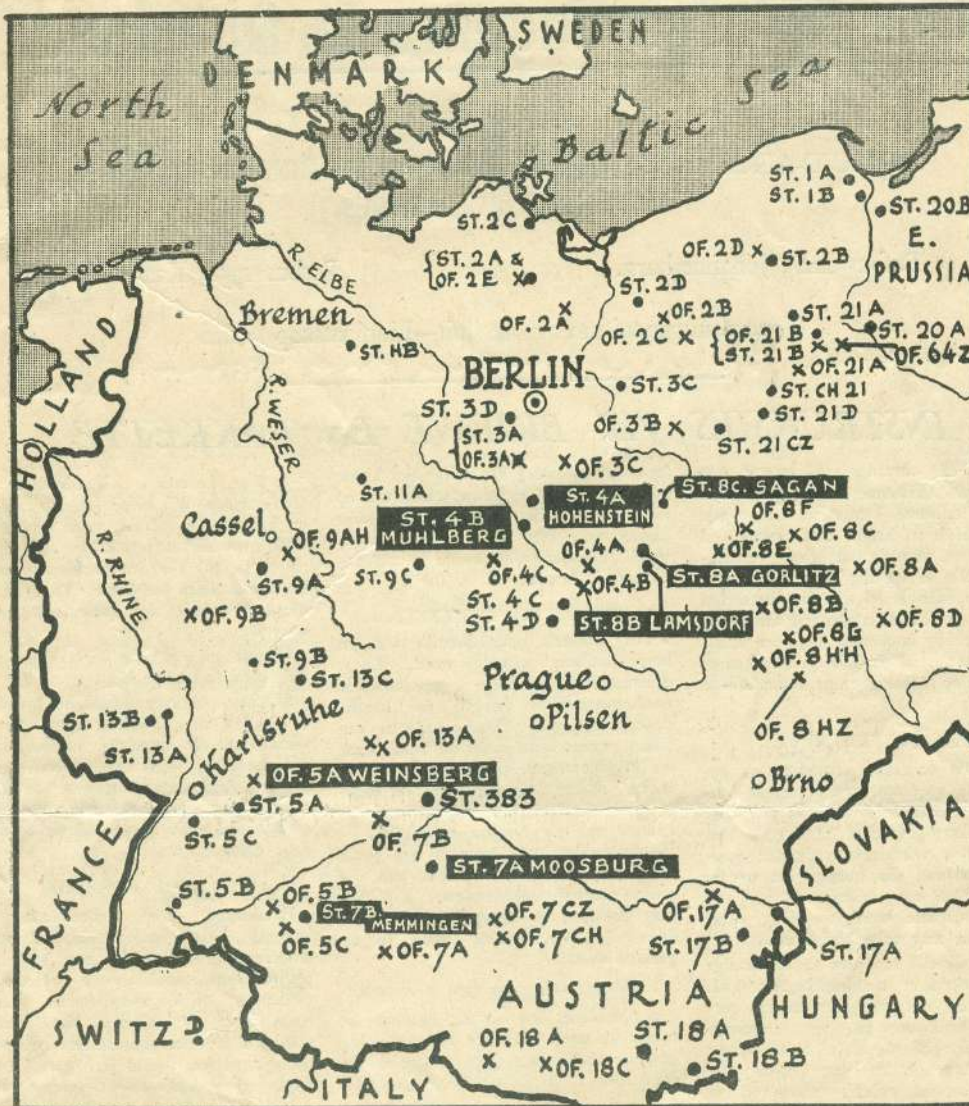 SWEDEN
DENMARK
North
Sea
Baltic Sea
ST. 1A
ST. 1B
ST. 20B
ST. 2C
E.
PRUSSIA
OF. 2D
ST. 2B
R. ELBE
ST. 2A &
OF. 2E
ST. 2D
OF. 2A
OF. 2B
ST. 21A
OF. 2C
OF. 21B
ST. 21B
ST. 20A
OF. 64Z
OF. 21A
Bremen
HOLLAND
ST. HB
BERLIN
ST. 3C
ST. CH 21
ST. 21D
ST. 3D
R. WESER
ST. 3A
OF. 3A
OF. 3B
ST. 21CZ
OF. 3C
ST. 11A
ST. 4A
HOHENSTEIN
ST. 8C. SAGAN
ST. 4B
MUHLBERG
OF. 8F
OF. 8C
Cassel
OF. 9AH
OF. 4A
OF. 8E
R. RHINE
ST. 9A
ST. 9C
OF. 4C
OF. 4B
ST. 8A. GORLITZ
OF. 8A
OF. 9B
ST. 4C
ST. 4D
ST. 8B LAMSDORF
OF. 8B
OF. 8D
OF. 8G
ST. 9B
OF. 8HH
ST. 13C
Prague
Pilsen
ST. 13B
ST. 13A
Karlsruhe
OF. 13A
OF. 8HZ
OF. 5A WEINSBERG
Brno
ST. 5A
ST. 383
ST. 5C
OF. 7B
SLOVAKIA
FRANCE
ST. 7A MOOSBURG
ST. 5B
OF. 5B
ST. 7B
MEMMINGEN
OF. 7CZ
OF. 17A
OF. 5C
OF. 7A
OF. 7CH
ST. 17B
ST. 17A
AUSTRIA
HUNGARY
SWITZD.
OF. 18A
ST. 18A
OF. 18C
ST. 18B
ITALY